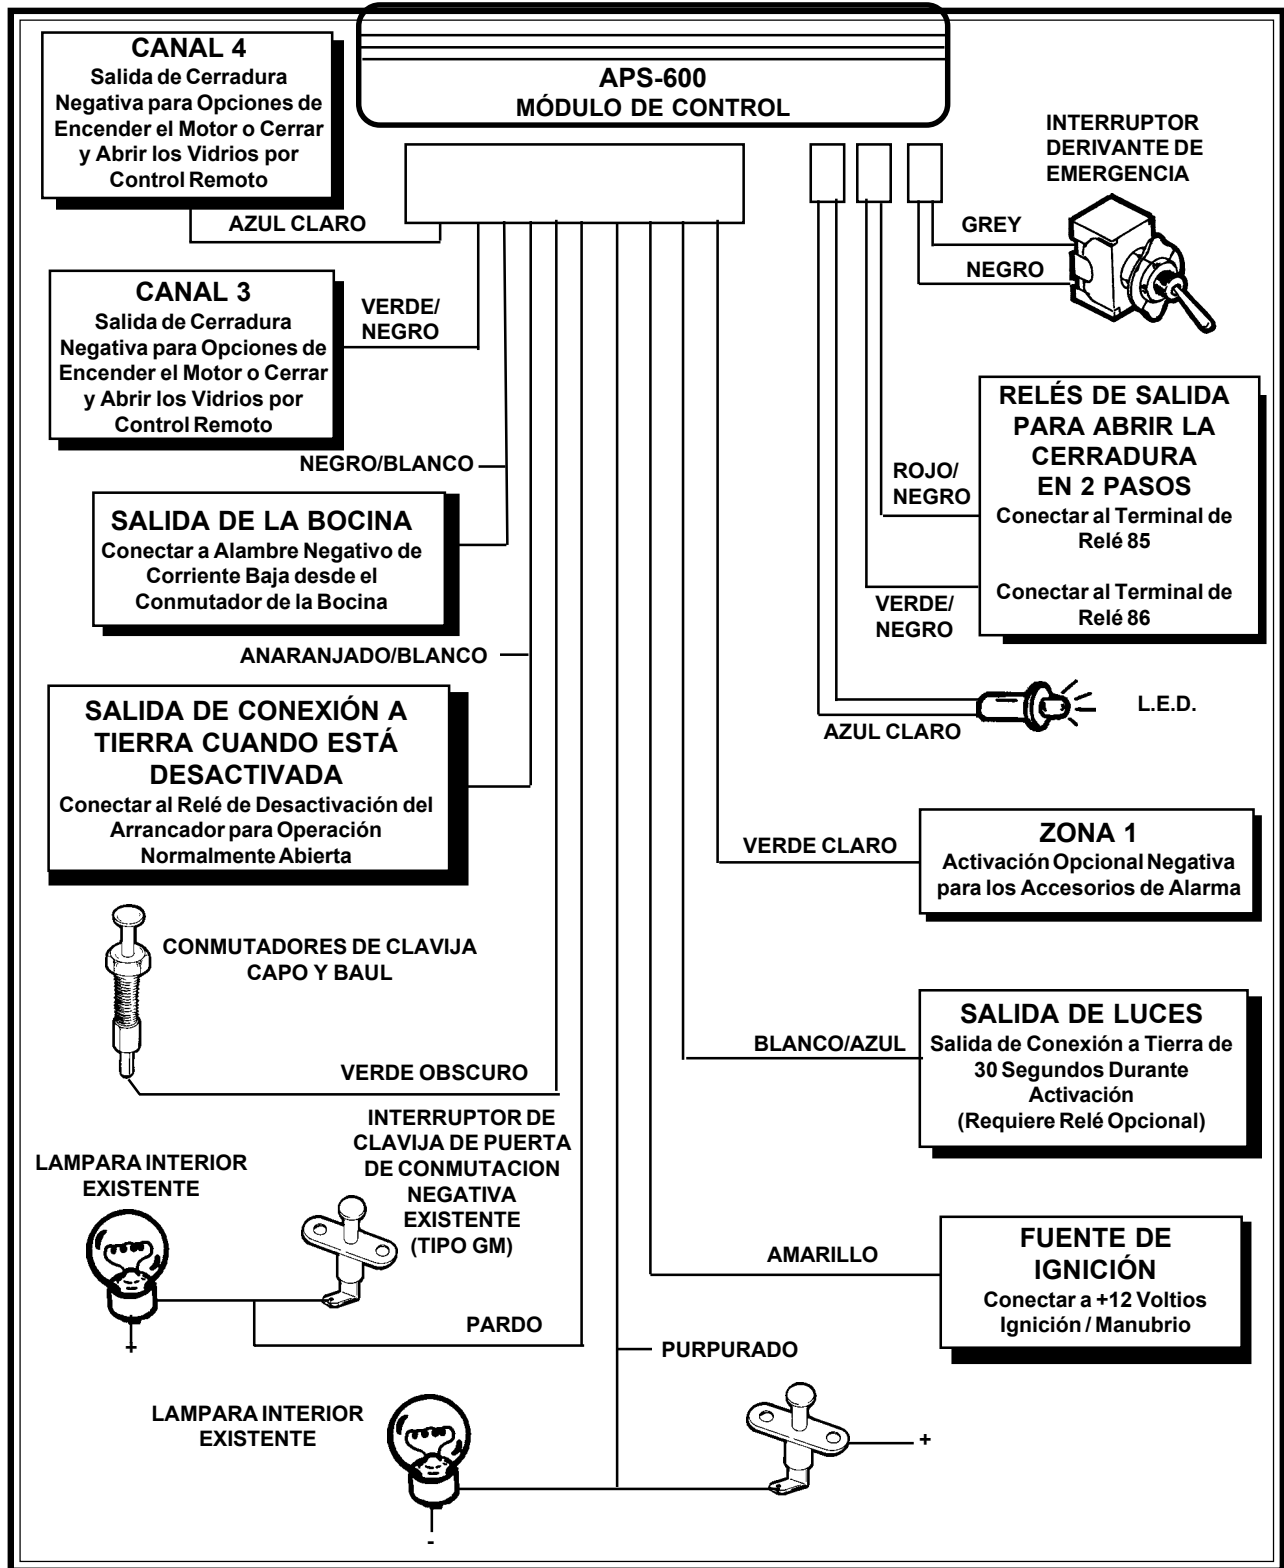 APS-600
MÓDULO DE CONTROL
CANAL 4
Salida de Cerradura
Negativa para Opciones de
Encender el Motor o Cerrar
y Abrir los Vidrios por
Control Remoto
AZUL CLARO
CANAL 3
Salida de Cerradura
Negativa para Opciones de
Encender el Motor o Cerrar
y Abrir los Vidrios por
Control Remoto
VERDE/
NEGRO
NEGRO/BLANCO
SALIDA DE LA BOCINA
Conectar a Alambre Negativo de
Corriente Baja desde el
Conmutador de la Bocina
ANARANJADO/BLANCO
SALIDA DE CONEXIÓN A
TIERRA CUANDO ESTÁ
DESACTIVADA
Conectar al Relé de Desactivación del
Arrancador para Operación
Normalmente Abierta
CONMUTADORES DE CLAVIJA
CAPO Y BAUL
VERDE OBSCURO
INTERRUPTOR DE
CLAVIJA DE PUERTA
DE CONMUTACION
NEGATIVA
EXISTENTE
(TIPO GM)
LAMPARA INTERIOR
EXISTENTE
+
PARDO
PURPURADO
LAMPARA INTERIOR
EXISTENTE
-
+
INTERRUPTOR
DERIVANTE DE
EMERGENCIA
GREY
NEGRO
RELÉS DE SALIDA
PARA ABRIR LA
CERRADURA
EN 2 PASOS
Conectar al Terminal de
Relé 85
Conectar al Terminal de
Relé 86
ROJO/
NEGRO
VERDE/
NEGRO
L.E.D.
AZUL CLARO
VERDE CLARO
ZONA 1
Activación Opcional Negativa
para los Accesorios de Alarma
BLANCO/AZUL
SALIDA DE LUCES
Salida de Conexión a Tierra de
30 Segundos Durante
Activación
(Requiere Relé Opcional)
AMARILLO
FUENTE DE
IGNICIÓN
Conectar a +12 Voltios
Ignición / Manubrio